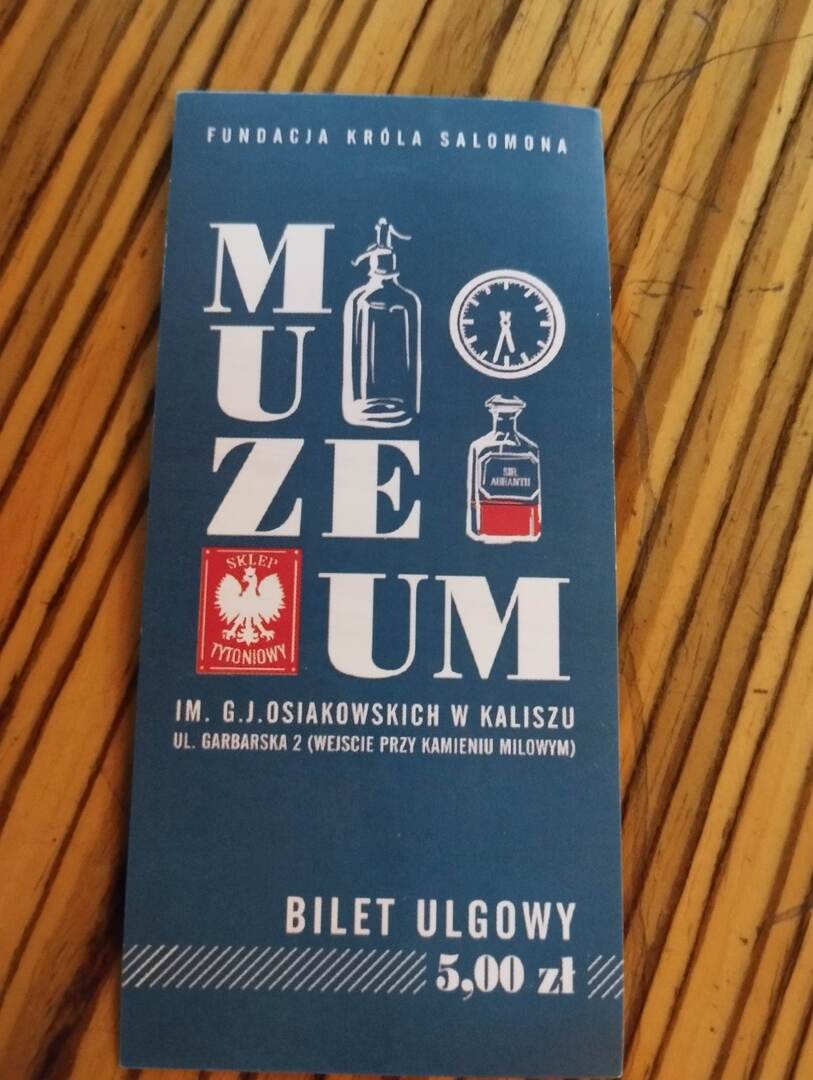 FUNDACJA KRÓLA SALOMONA
M
U
ZE
UM
SIR.
AURANTII
SKLEP
TYTONIOWY
IM. G.J.OSIAKOWSKICH W KALISZU
UL. GARBARSKA 2 (WEJSCIE PRZY KAMIENIU MILOWYM)
BILET ULGOWY
5,00 zł